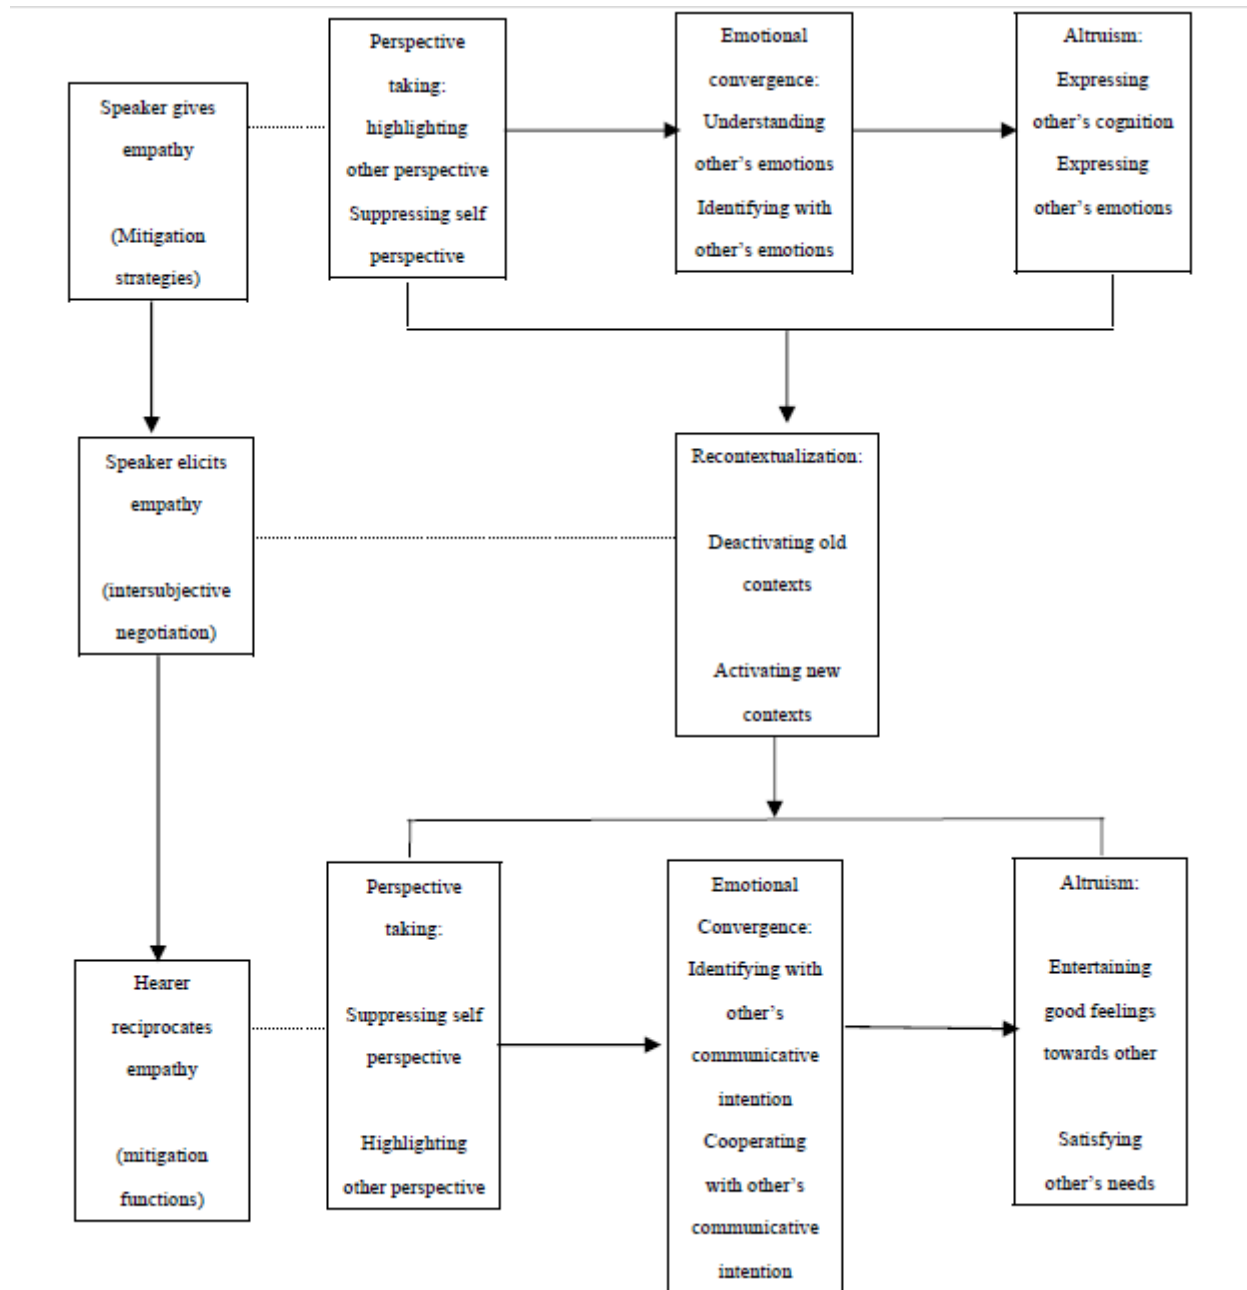 Speaker gives
empathy
(Mitigation
strategies)
Perspective
taking:
highlighting
other perspective
Suppressing self
perspective
Emotional
convergence:
Understanding
other's emotions
Identifying with
other's emotions
Altruism:
Expressing
other's cognition
Expressing
other's emotions
Speaker elicits
empathy
(intersubjective
negotiation)
Recontextualization:
Deactivating old
contexts
Activating new
contexts
Hearer
reciprocates
empathy
(mitigation
functions)
Perspective
taking:
Suppressing self
perspective
Highlighting
other perspective
Emotional
Convergence:
Identifying with
other's
communicative
intention
Cooperating
with other's
communicative
intention
Altruism:
Entertaining
good feelings
towards other
Satisfying
other's needs